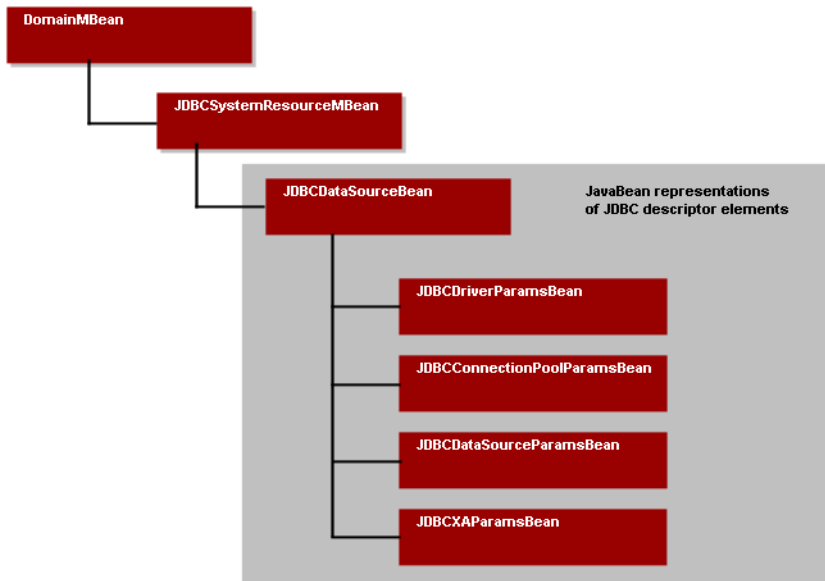 DomainMBean
JDBCSystemResourceMBean
JDBCDataSourceBean
JavaBean representations
of JDBC descriptor elements
JDBCDriverParamsBean
JDBCConnectionPoolParamsBean
JDBCDataSourceParamsBean
JDBCXAParamsBean